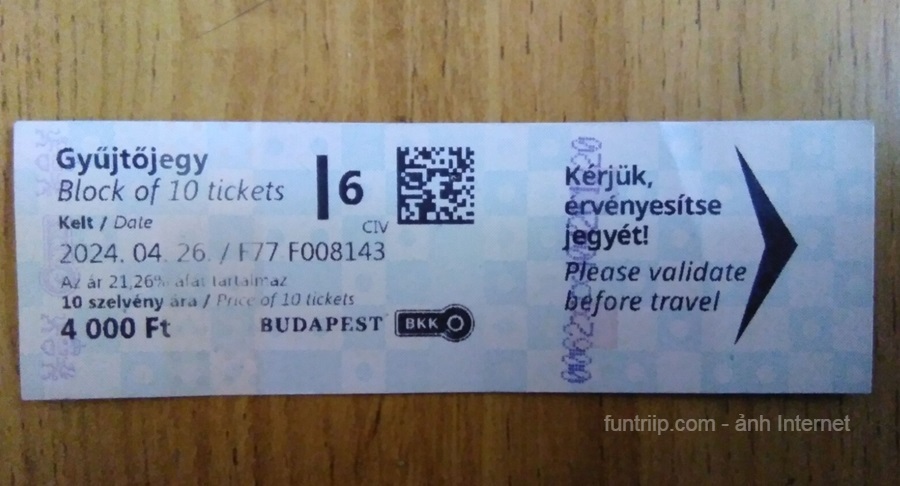 Gyűjtőjegy
Block of 10 tickets
6
CIV
Kelt / Date
2024. 04. 26. / F77 F008143
Az ár 21,26% áfát tartalmaz
10 szelvény ára / Price of 10 tickets
4 000 Ft
BUDAPEST BKK
Kérjük,
érvényesítse
jegyét!
Please validate
before travel
funtriip.com - ảnh Internet